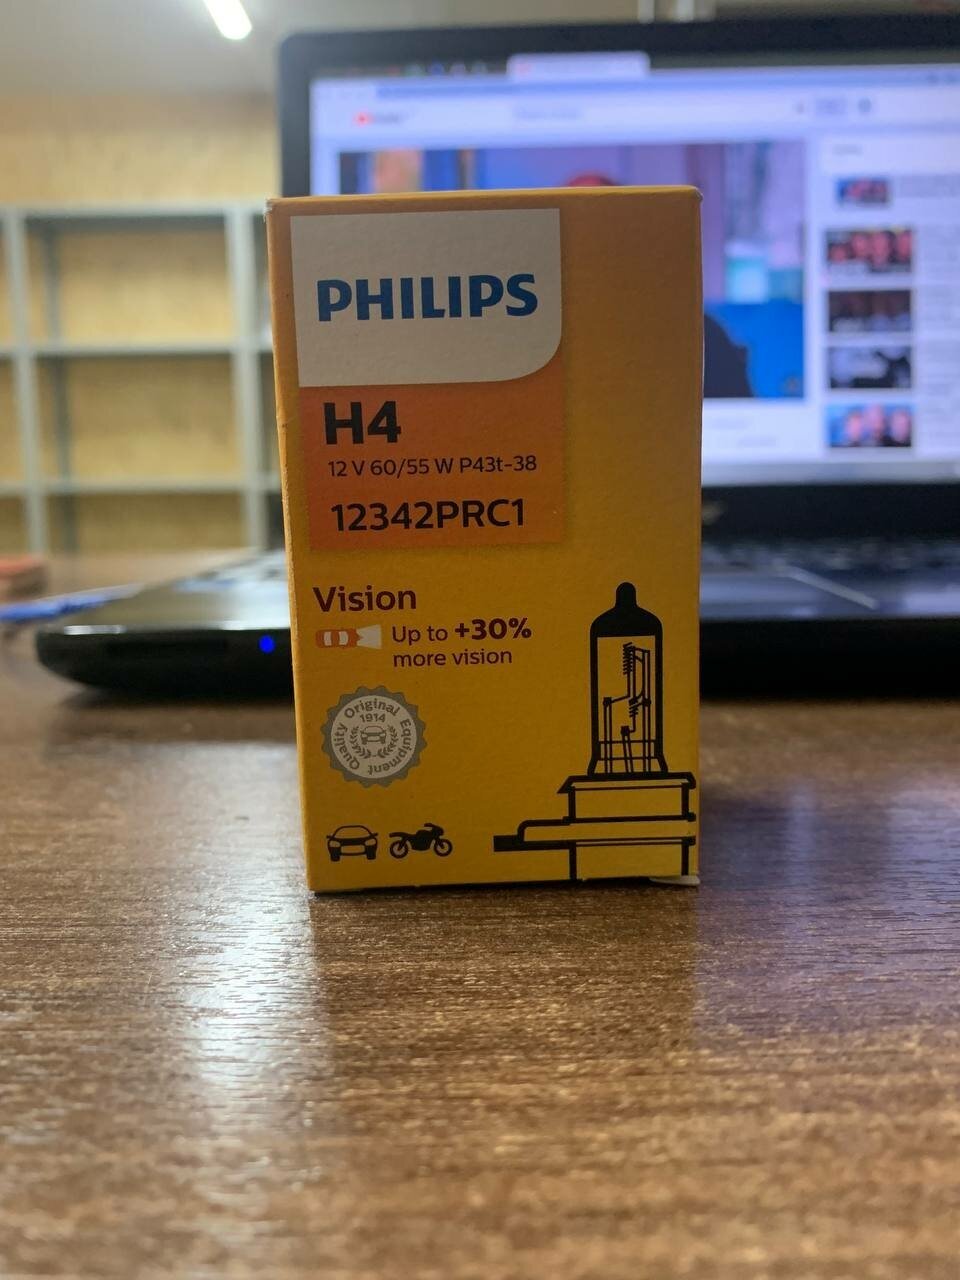 PHILIPS
H4
12 V 60/55 W P43t-38
12342PRC1
Vision
Up to +30%
more vision
Quality Original Equipment
1914